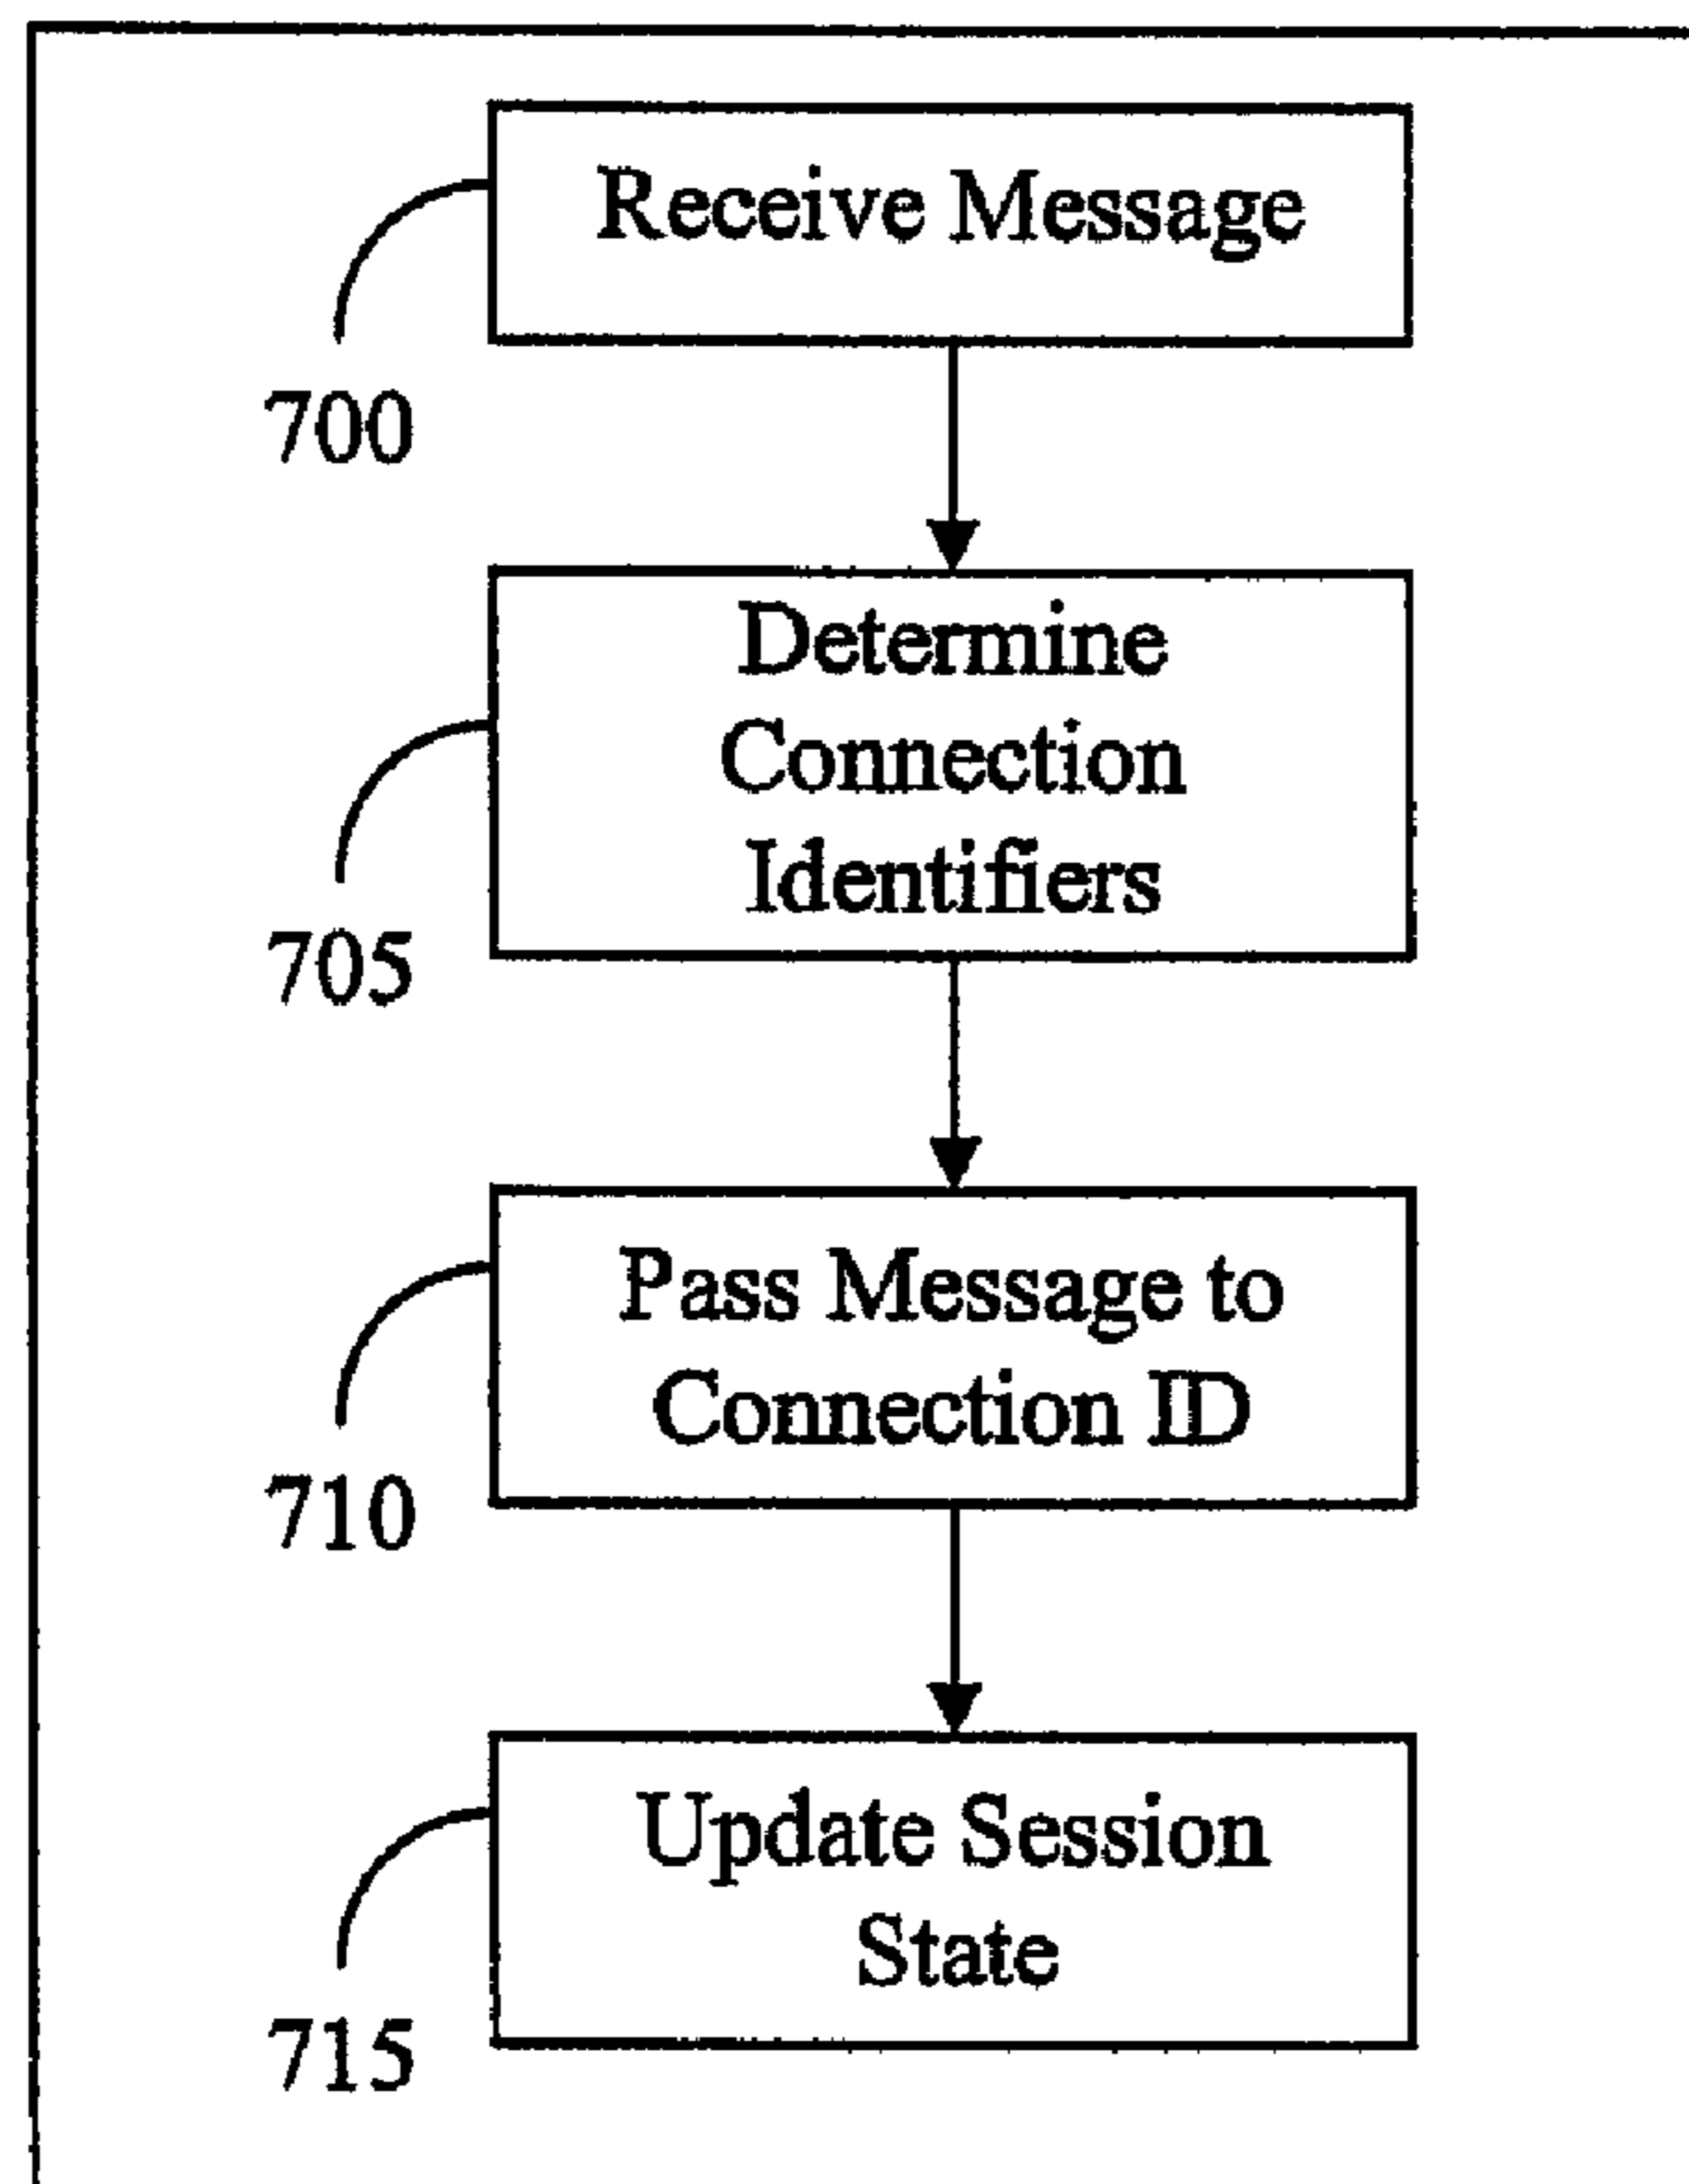 Receive Message
700
Determine
Connection
Identifiers
705
Pass Message to
Connection ID
710
Update Session
State
715